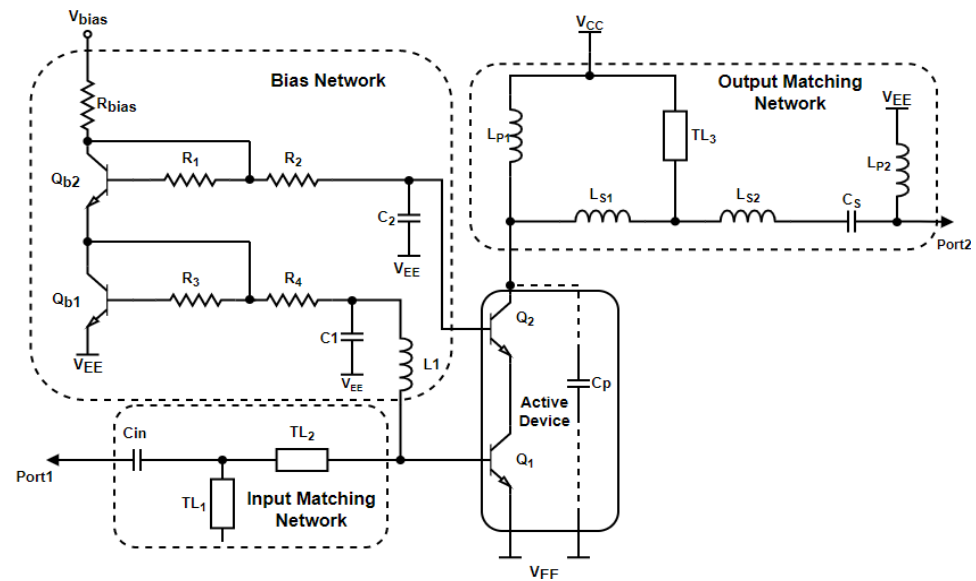 Vbias
VCC
Bias Network
Output Matching
Network
VEE
Rbias
LP1
TL3
LP2
R1
R2
Qb2
LS1
LS2
CS
C2
Port2
VEE
R3
R4
Qb1
Q2
C1
VEE
VEE
L1
Cp
Active
Device
Cin
TL2
Q1
Port1
TL1
Input Matching
Network
VEE